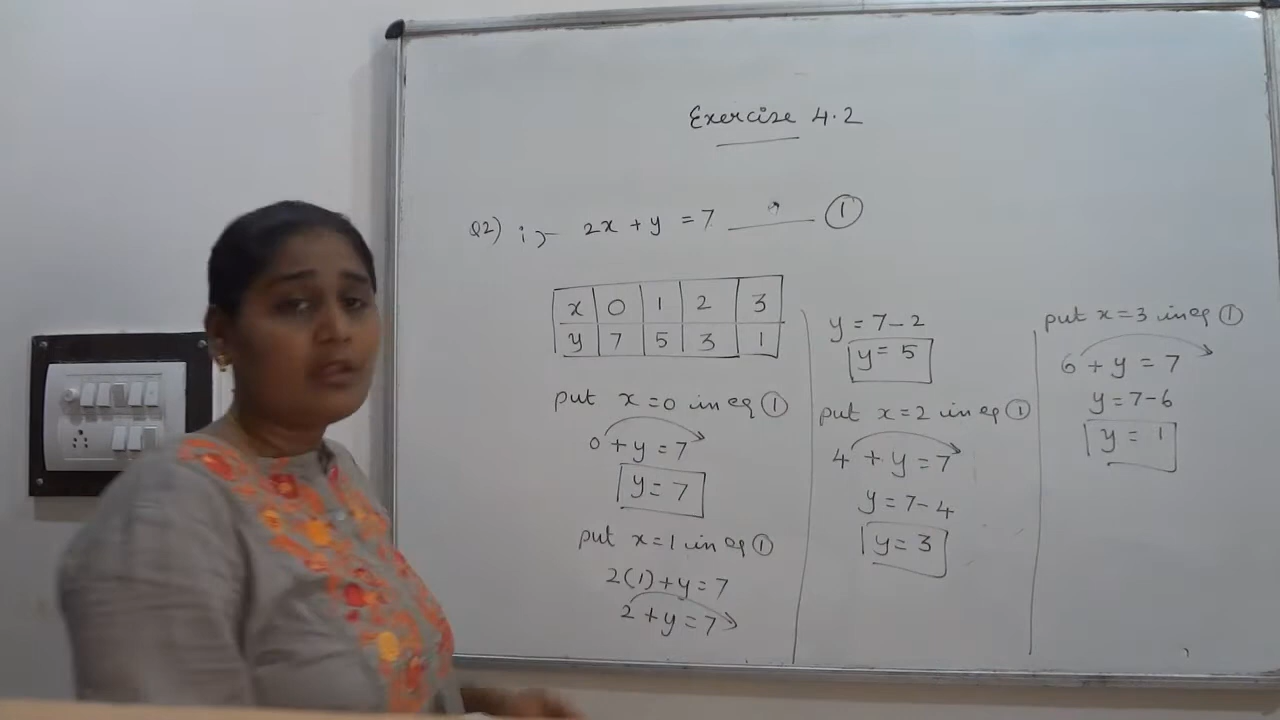 Exercise 4.2
Q2) i) 2x + y = 7 ——— ①
x 0 1 2 3
y 7 5 3 1
put x=0 in eq ①
0 + y = 7
y = 7
put x=1 in eq ①
2(1) + y = 7
2 + y = 7
y = 7 - 2
y = 5
put x=2 in eq ①
4 + y = 7
y = 7 - 4
y = 3
put x=3 in eq ①
6 + y = 7
y = 7 - 6
y = 1